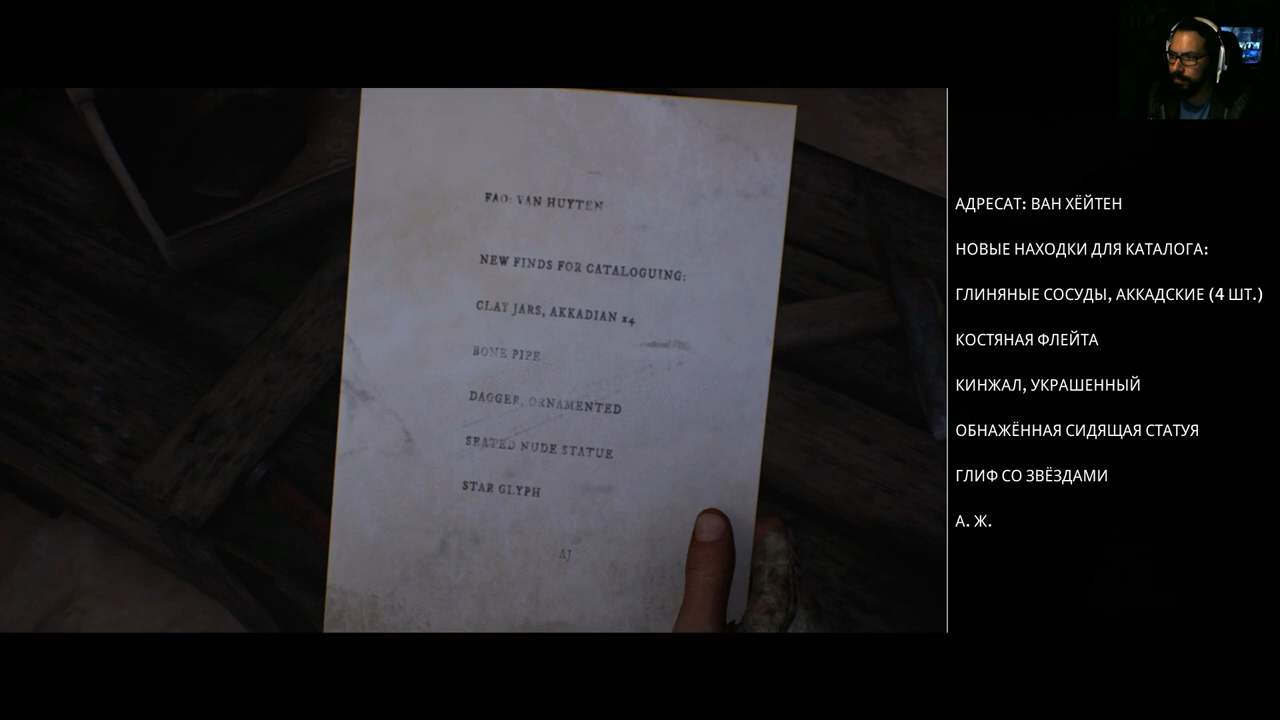 FAO: VAN HUYTEN
NEW FINDS FOR CATALOGUING:
CLAY JARS, AKKADIAN x4
BONE PIPE
DAGGER, ORNAMENTED
SEATED NUDE STATUE
STAR GLYPH
AJ
АДРЕСАТ: ВАН ХЁЙТЕН
НОВЫЕ НАХОДКИ ДЛЯ КАТАЛОГА:
ГЛИНЯНЫЕ СОСУДЫ, АККАДСКИЕ (4 ШТ.)
КОСТЯНАЯ ФЛЕЙТА
КИНЖАЛ, УКРАШЕННЫЙ
ОБНАЖЁННАЯ СИДЯЩАЯ СТАТУЯ
ГЛИФ СО ЗВЁЗДАМИ
А. Ж.